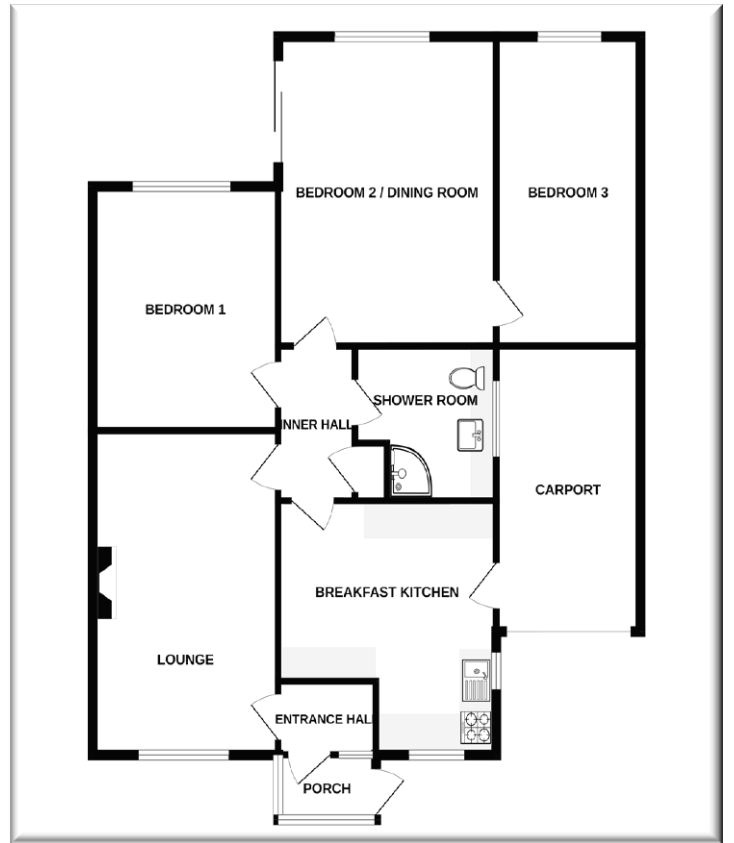 BEDROOM 2 / DINING ROOM
BEDROOM 3
BEDROOM 1
SHOWER ROOM
INNER HALL
CARPORT
BREAKFAST KITCHEN
LOUNGE
ENTRANCE HALL
PORCH